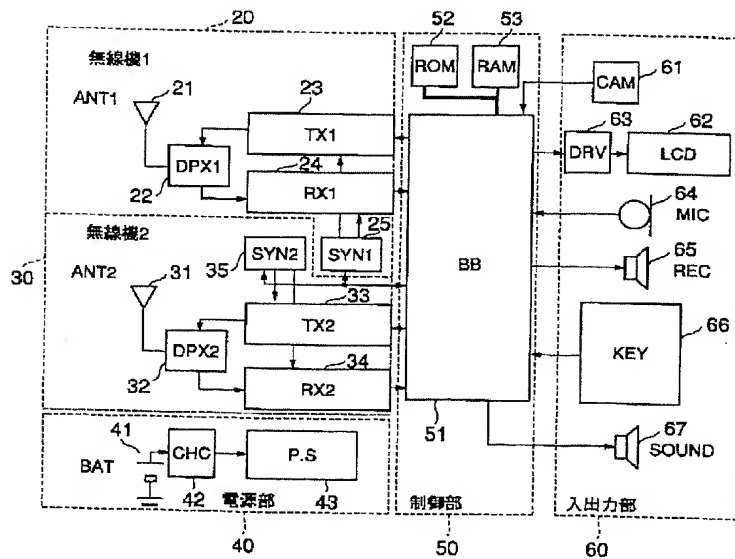 20
52
53
無線機1
ROM
RAM
CAM
61
ANT1
21
23
TX1
63
62
DPX1
24
DRV
LCD
22
RX1
64
MIC
30
無線機2
25
35
SYN2
SYN1
BB
65
REC
ANT2
31
33
TX2
66
DPX2
34
KEY
32
RX2
41
51
67
BAT
CHC
P.S
SOUND
42
電源部
43
制御部
入出力部
40
50
60